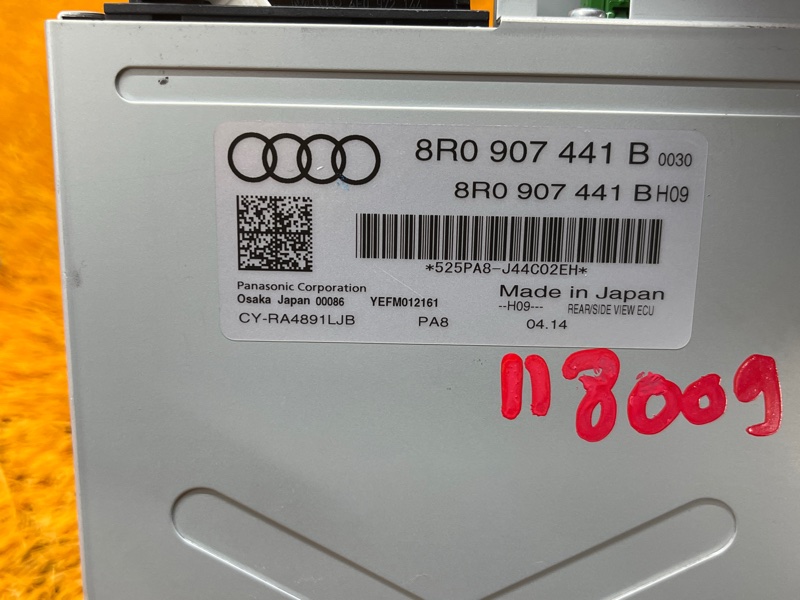 8R0 907 441 B 0030
8R0 907 441 B H09
*525PA8-J44C02EH*
Panasonic Corporation
Osaka Japan 00086 YEFM012161
Made in Japan
--H09--- REAR/SIDE VIEW ECU
CY-RA4891LJB PA8 04.14
118009